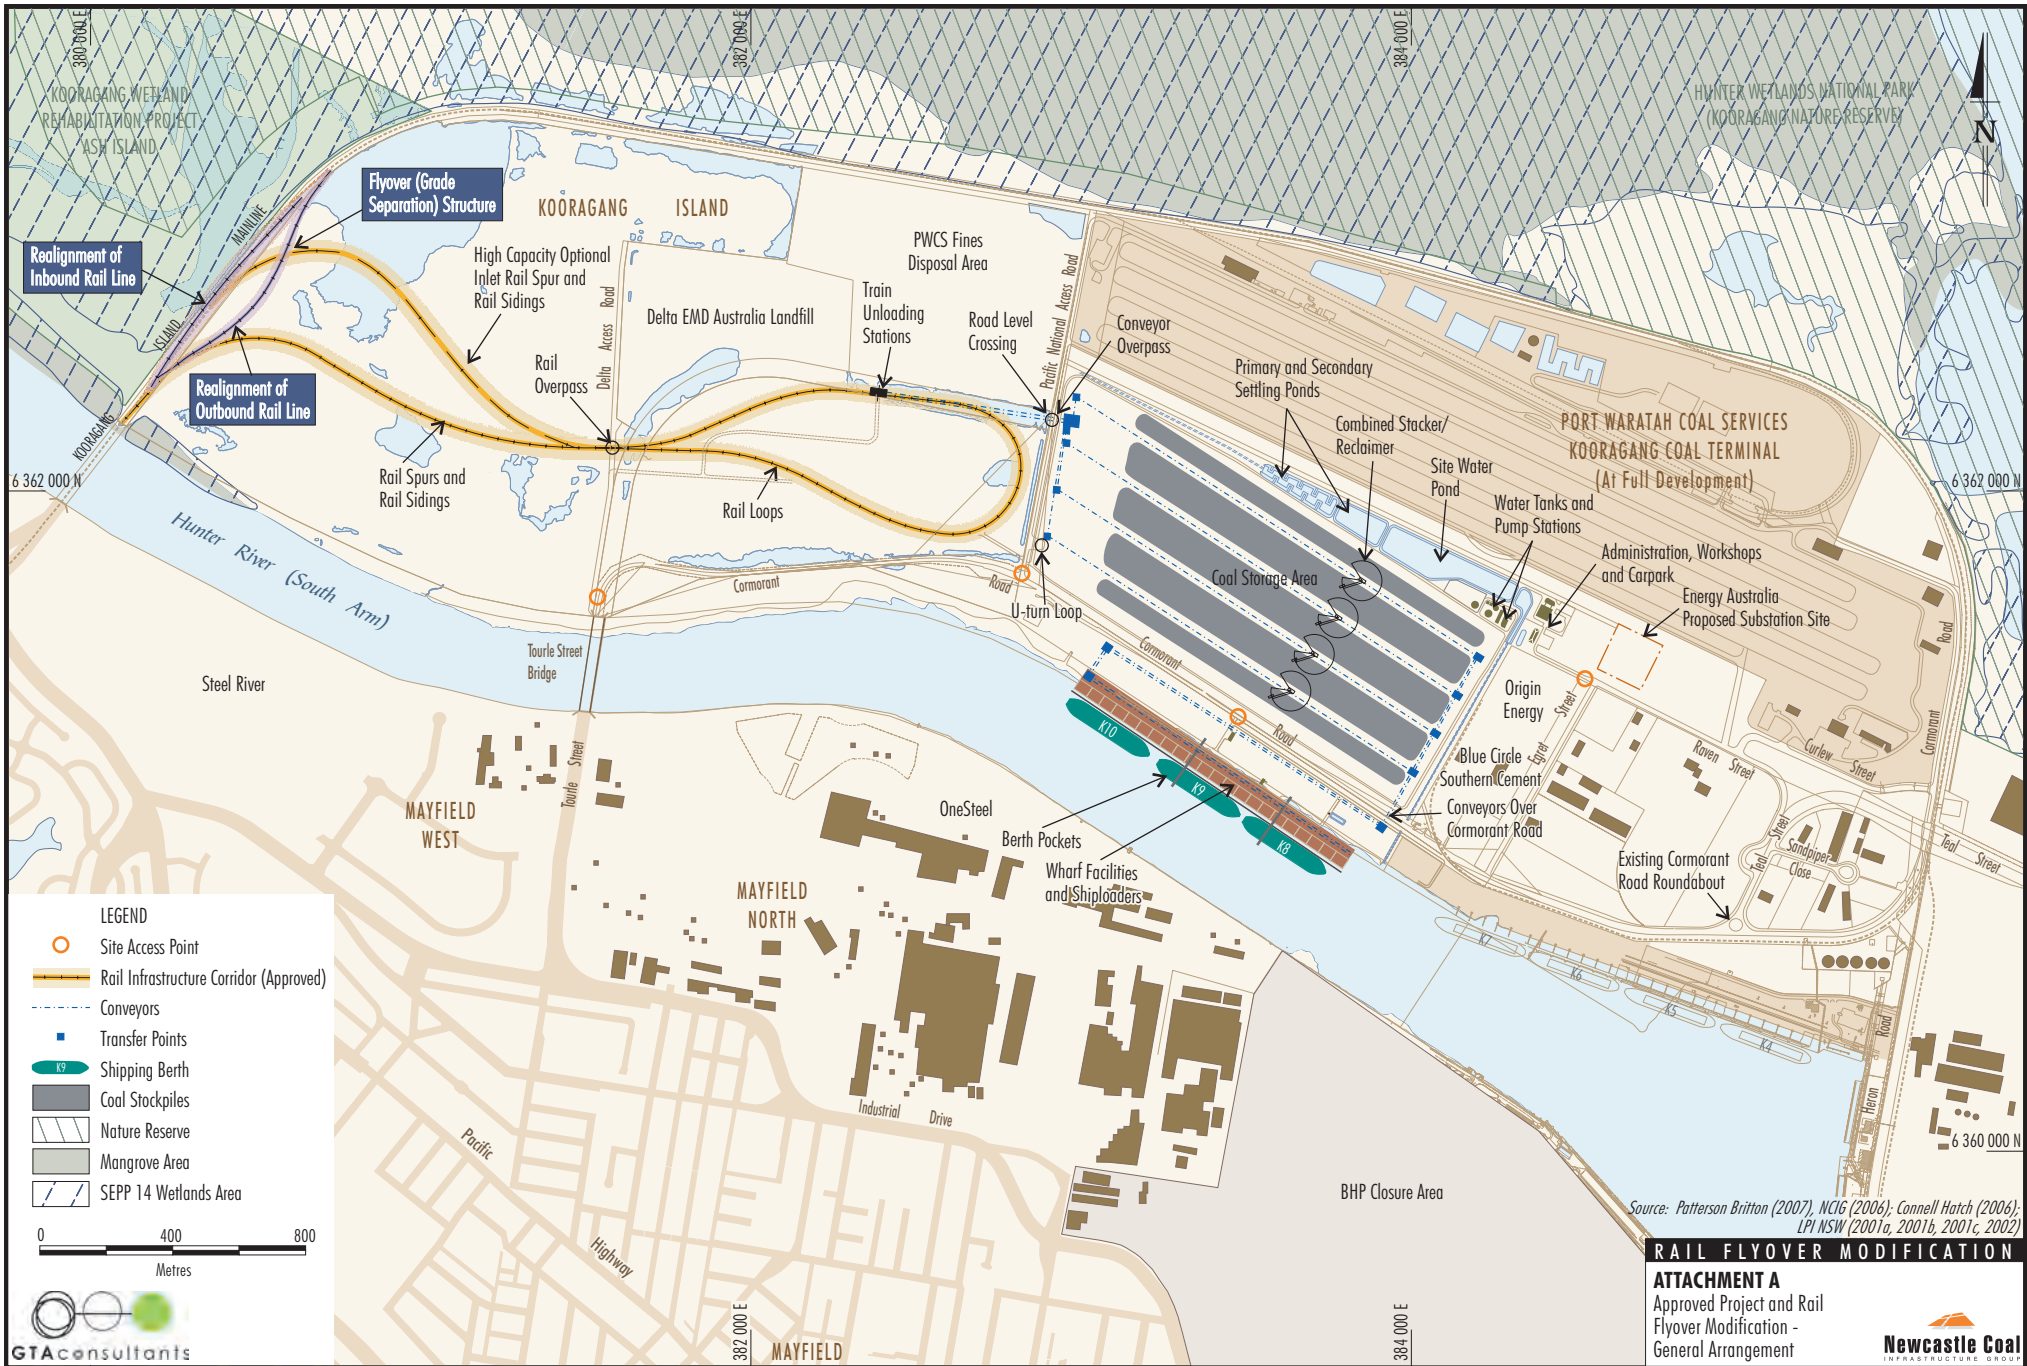 380 000 E
382 000 E
384 000 E
KOORAGANG WETLAND
REHABILITATION PROJECT
ASH ISLAND
HUNTER WETLANDS NATIONAL PARK
(KOORAGANG NATURE RESERVE)
N
Flyover (Grade
Separation) Structure
KOORAGANG ISLAND
MAINLINE
ISLAND
KOORAGANG
Realignment of
Inbound Rail Line
High Capacity Optional
Inlet Rail Spur and
Rail Sidings
PWCS Fines
Disposal Area
Delta Access Road
Delta EMD Australia Landfill
Train
Unloading
Stations
Road Level
Crossing
Pacific National Access Road
Conveyor
Overpass
Rail
Overpass
Primary and Secondary
Settling Ponds
Realignment of
Outbound Rail Line
Combined Stacker/
Reclaimer
PORT WARATAH COAL SERVICES
KOORAGANG COAL TERMINAL
(At Full Development)
Site Water
Pond
6 362 000 N
6 362 000 N
Rail Spurs and
Rail Sidings
Rail Loops
Water Tanks and
Pump Stations
Hunter River (South Arm)
Administration, Workshops
and Carpark
Coal Storage Area
Cormorant Road
U-turn Loop
Energy Australia
Proposed Substation Site
Tourle Street
Bridge
Cormorant Road
Steel River
Origin
Energy
Egret Street
Cormorant Road
K10
K9
K8
Blue Circle
Southern Cement
Raven Street
Curlew Street
Tourle Street
MAYFIELD
WEST
OneSteel
Berth Pockets
Wharf Facilities
and Shiploaders
Conveyors Over
Cormorant Road
Existing Cormorant
Road Roundabout
Teal Street
Sandpiper
Close
Teal Street
MAYFIELD
NORTH
K7
K6
K5
K4
Heron Road
LEGEND
Site Access Point
Rail Infrastructure Corridor (Approved)
Conveyors
Transfer Points
K9 Shipping Berth
Coal Stockpiles
Nature Reserve
Mangrove Area
SEPP 14 Wetlands Area
0 400 800
Metres
GTAconsultants
Industrial Drive
Pacific
Highway
BHP Closure Area
6 360 000 N
382 000 E
384 000 E
MAYFIELD
Source: Patterson Britton (2007), NCIG (2006); Connell Hatch (2006);
LPI NSW (2001a, 2001b, 2001c, 2002)
RAIL FLYOVER MODIFICATION
ATTACHMENT A
Approved Project and Rail
Flyover Modification -
General Arrangement
Newcastle Coal
INFRASTRUCTURE GROUP